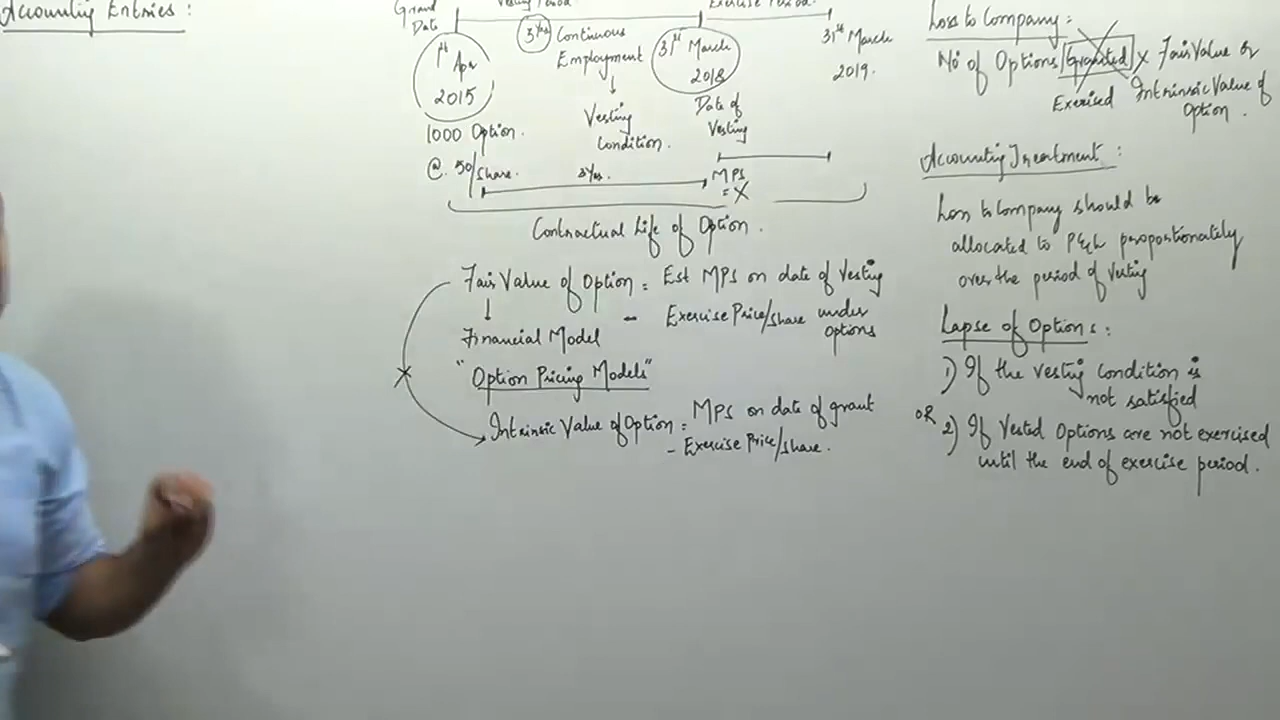 Accounting Entries :
Grand
Date
Vesting Period
Exercise Period.
1st Apr
2015
3 Yrs
Continuous
Employment
Vesting
Condition.
31st March
2018
Date of
Vesting
31st March
2019.
1000 Option.
@. 50/share.
3Yrs.
MPS
= X
Contractual Life of Option.
Fair Value of Option = Est MPS on date of Vesting
- Exercise Price/share under
options
Financial Model
"Option Pricing Models"
Intrinsic Value of Option = MPS on date of grant
- Exercise Price/share.
Loss to Company :
No of Options Granted X Fair Value or
Exerised Intrinsic Value of
Option.
Accounting Treatment :
Loss to Company should be
allocated to P&L propotionately
over the period of Vesting
Lapse of Options :
1) If the vesting condition is
not satisfied
OR
2) If Vested Options are not exercised
until the end of exercise period.